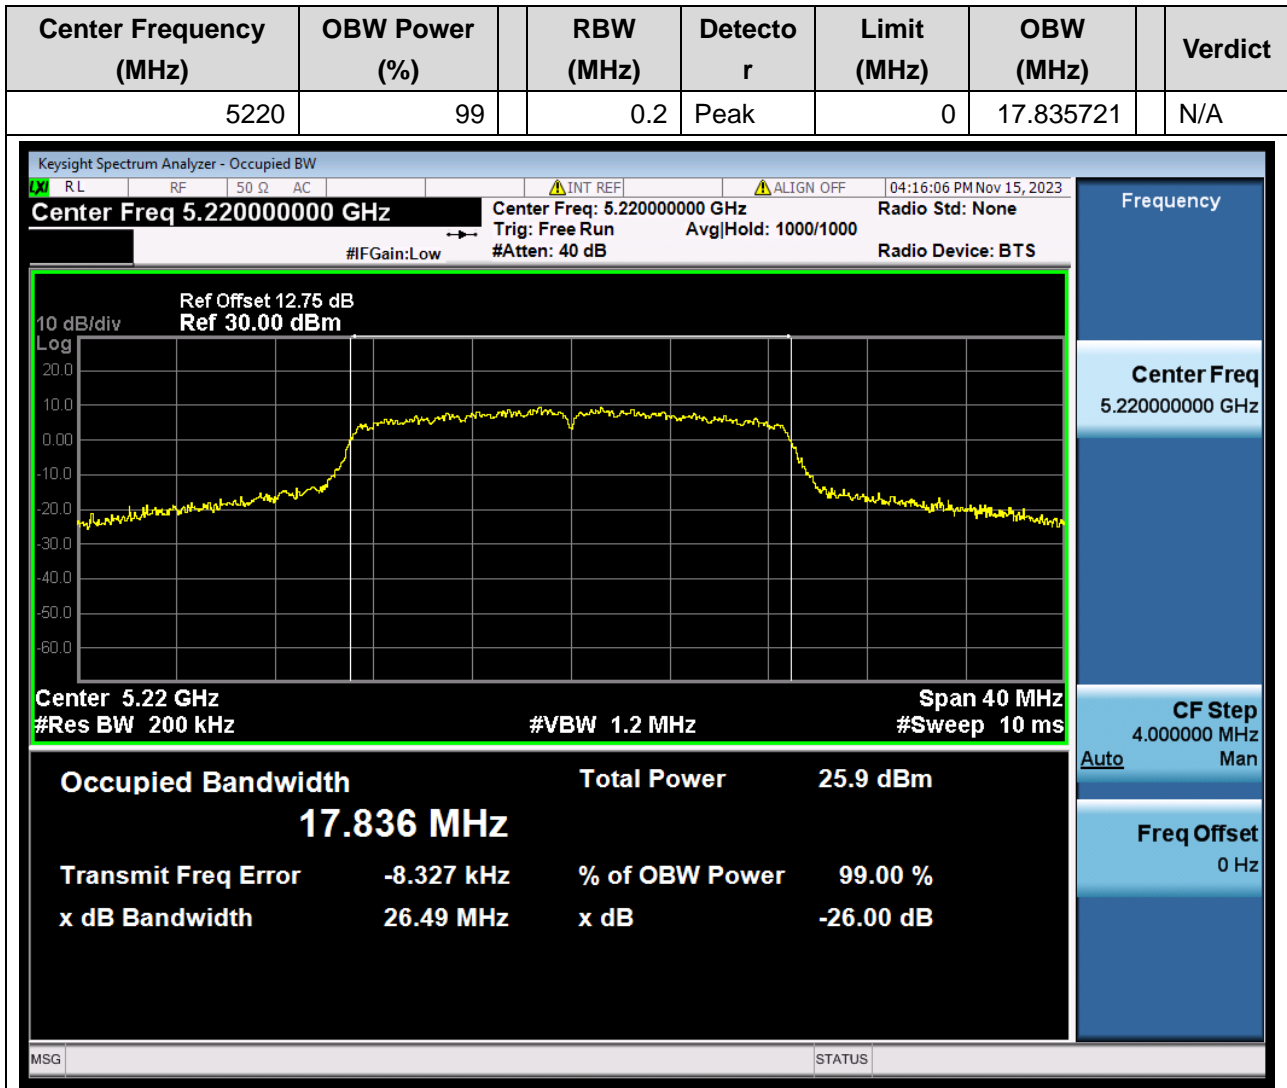 Center Frequency (MHz) OBW Power (%) RBW (MHz) Detecto r Limit (MHz) OBW (MHz) Verdict
5220 99 0.2 Peak 0 17.835721 N/A
Keysight Spectrum Analyzer - Occupied BW
LXI RL RF 50 Ω AC INT REF ALIGN OFF 04:16:06 PM Nov 15, 2023
Center Freq 5.220000000 GHz
Center Freq: 5.220000000 GHz Radio Std: None
Trig: Free Run Avg|Hold: 1000/1000
#IFGain:Low #Atten: 40 dB Radio Device: BTS
Ref Offset 12.75 dB
10 dB/div Ref 30.00 dBm
Log
20.0
10.0
0.00
-10.0
-20.0
-30.0
-40.0
-50.0
-60.0
Center 5.22 GHz Span 40 MHz
#Res BW 200 kHz #VBW 1.2 MHz #Sweep 10 ms
Occupied Bandwidth Total Power 25.9 dBm
17.836 MHz
Transmit Freq Error -8.327 kHz % of OBW Power 99.00 %
x dB Bandwidth 26.49 MHz x dB -26.00 dB
MSG STATUS
Frequency
Center Freq
5.220000000 GHz
CF Step
4.000000 MHz
Auto Man
Freq Offset
0 Hz